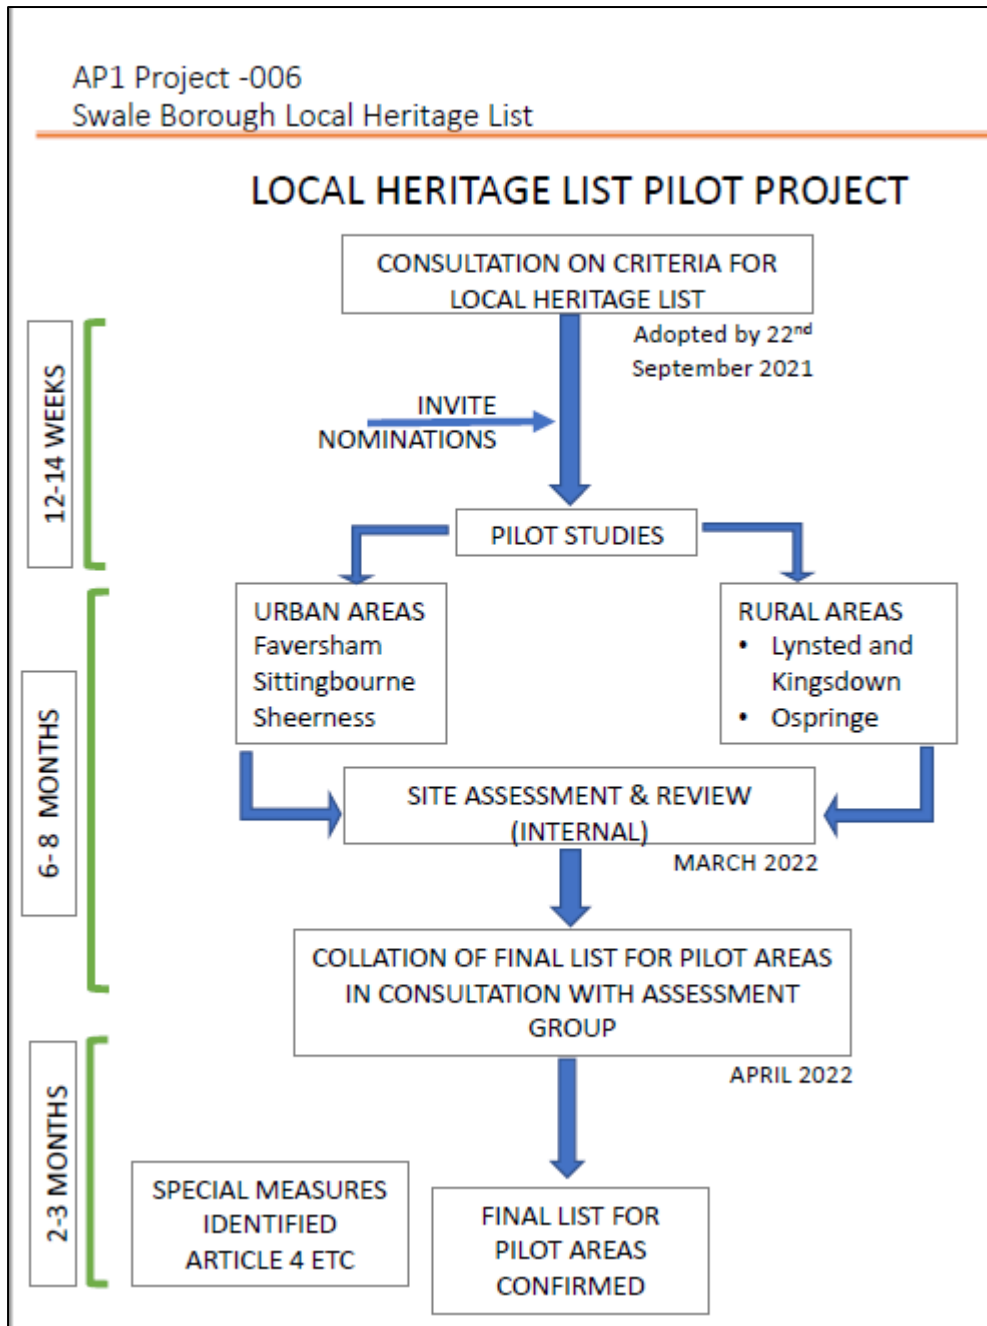 AP1 Project -006
Swale Borough Local Heritage List
LOCAL HERITAGE LIST PILOT PROJECT
CONSULTATION ON CRITERIA FOR
LOCAL HERITAGE LIST
Adopted by 22nd
September 2021
12-14 WEEKS
INVITE
NOMINATIONS
PILOT STUDIES
URBAN AREAS
Faversham
Sittingbourne
Sheerness
RURAL AREAS
• Lynsted and
Kingsdown
• Ospringe
6- 8 MONTHS
SITE ASSESSMENT & REVIEW
(INTERNAL)
MARCH 2022
COLLATION OF FINAL LIST FOR PILOT AREAS
IN CONSULTATION WITH ASSESSMENT
GROUP
APRIL 2022
2-3 MONTHS
SPECIAL MEASURES
IDENTIFIED
ARTICLE 4 ETC
FINAL LIST FOR
PILOT AREAS
CONFIRMED